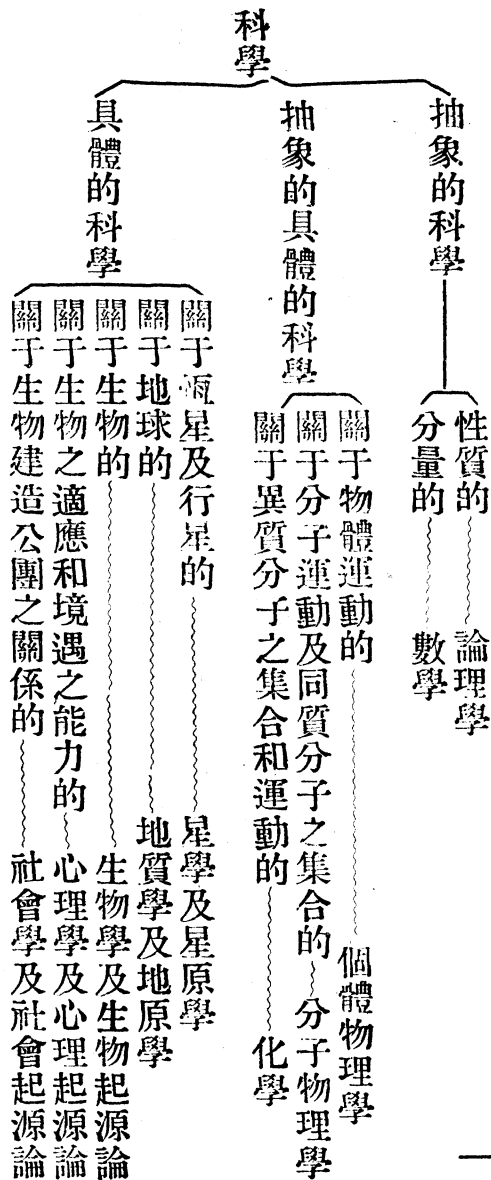 科學
抽象的科學
性質的 論理學
分量的 數學
抽象的具體的科學
關于物體運動的 個體物理學
關于分子運動及同質分子之集合的 分子物理學
關于異質分子之集合和運動的 化學
具體的科學
關于恆星及行星的 星學及星原學
關于地球的 地質學及地原學
關于生物的 生物學及生物起源論
關于生物之適應和境遇之能力的 心理學及心理起源論
關于生物建造公團之關係的 社會學及社會起源論